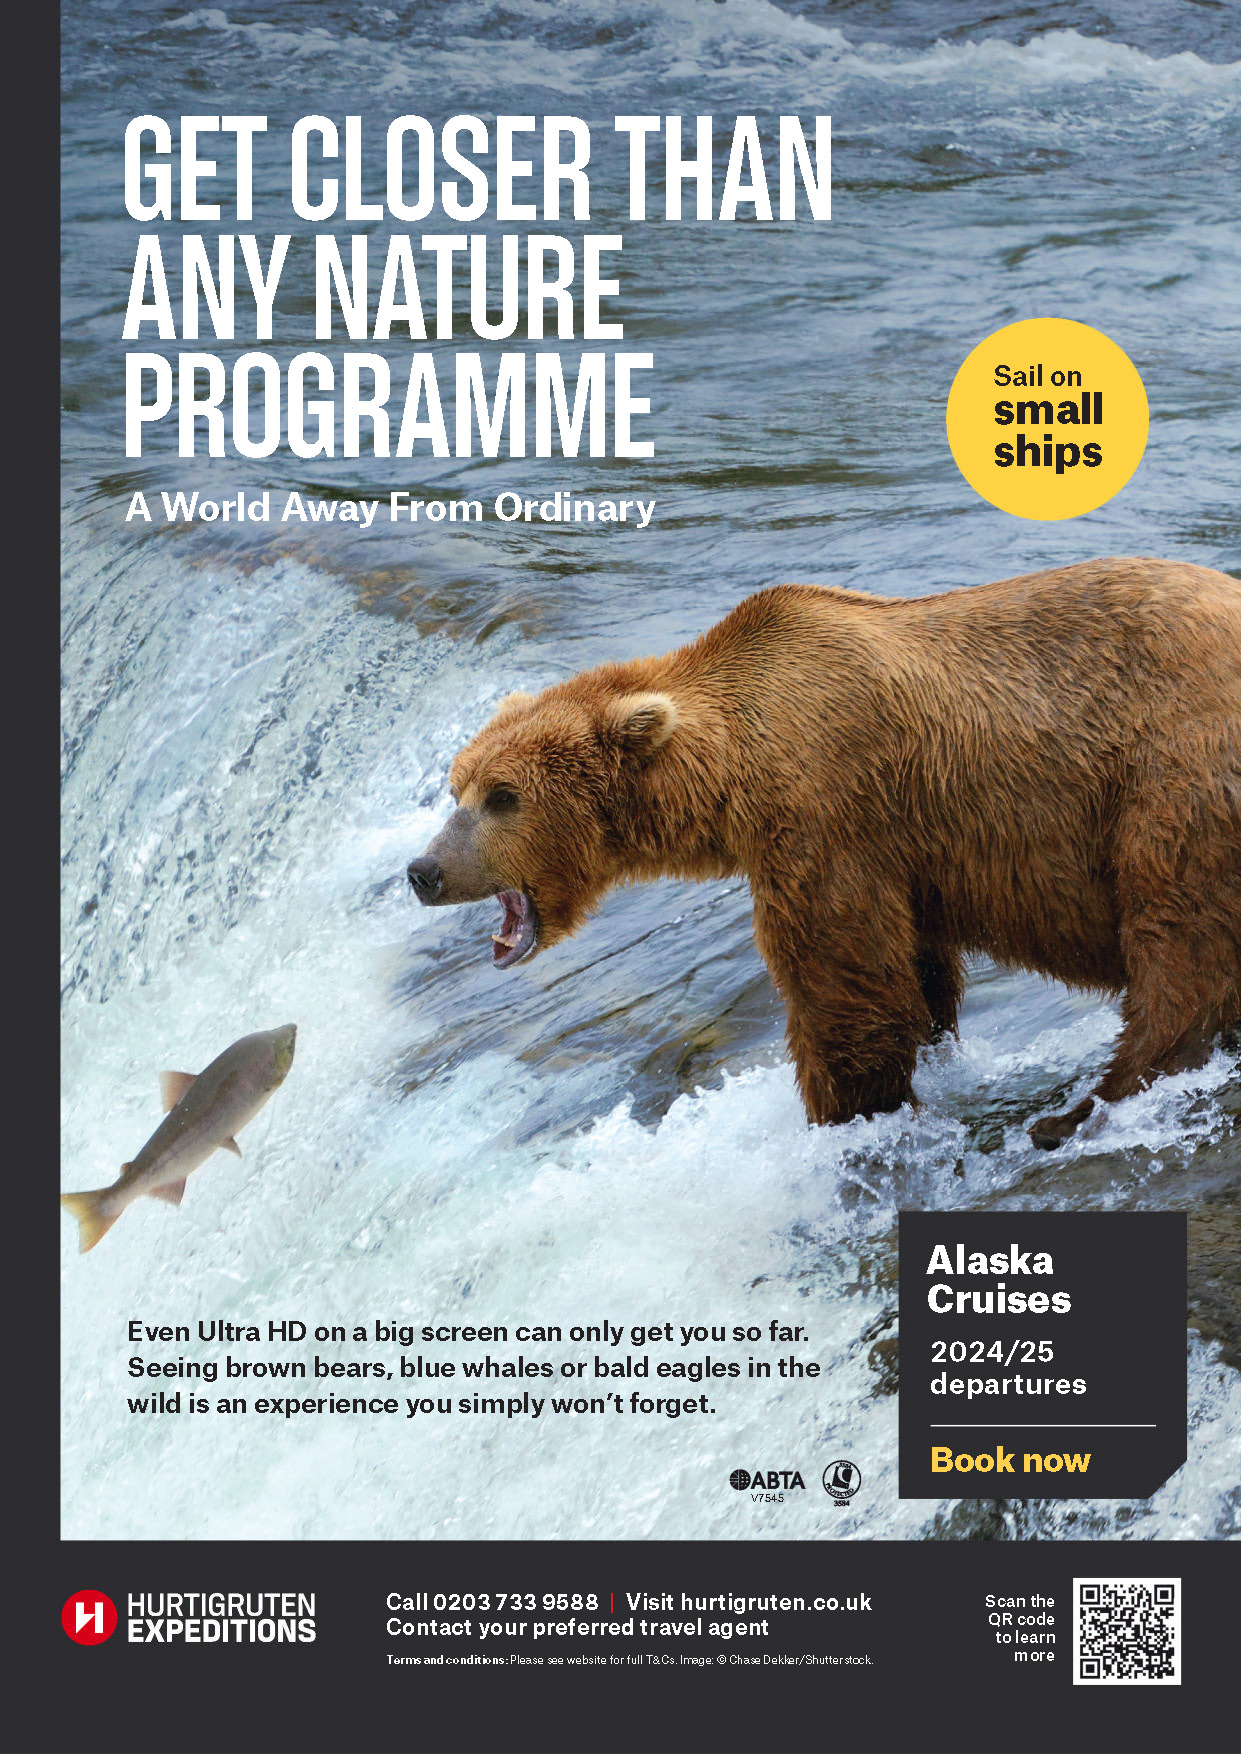 GET CLOSER THAN
ANY NATURE
PROGRAMME
A World Away From Ordinary
Sail on
small
ships
Even Ultra HD on a big screen can only get you so far.
Seeing brown bears, blue whales or bald eagles in the
wild is an experience you simply won’t forget.
ABTA
V7545
PROTECTED
3584
Alaska
Cruises
2024/25
departures
Book now
HURTIGRUTEN
EXPEDITIONS
Call 0203 733 9588 | Visit hurtigruten.co.uk
Contact your preferred travel agent
Terms and conditions: Please see website for full T&Cs. Image: © Chase Dekker/Shutterstock.
Scan the
QR code
to learn
more